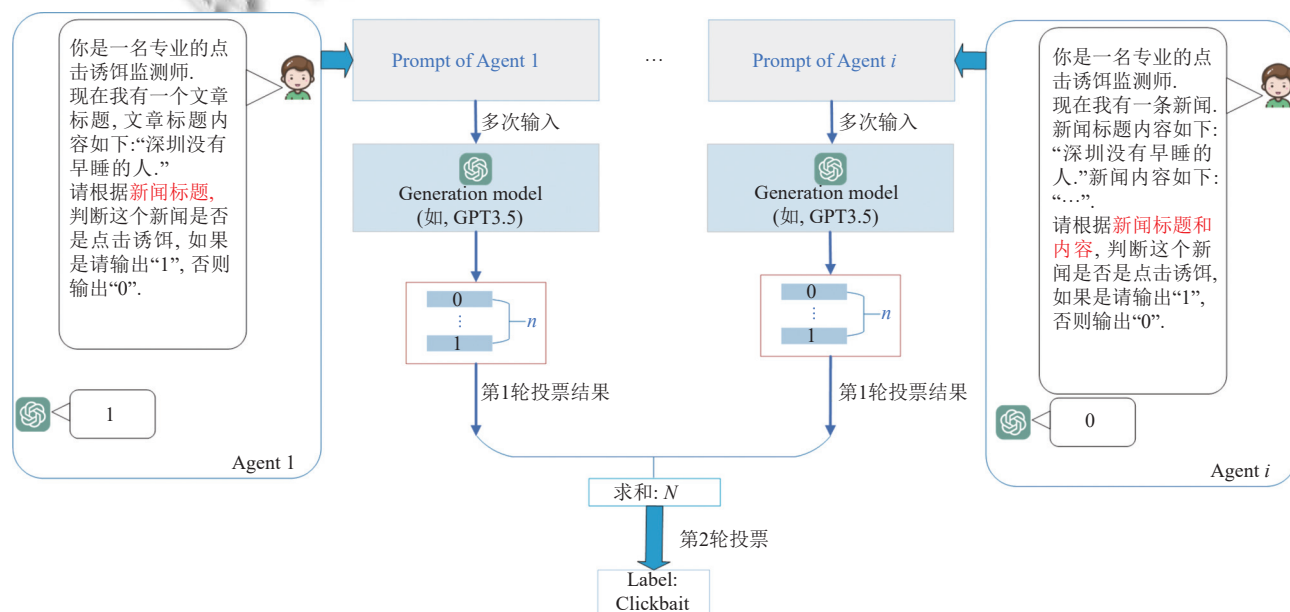 你是一名专业的点
击诱饵监测师.
现在我有一个文章
标题, 文章标题内
容如下:“深圳没有
早睡的人.”
请根据新闻标题,
判断这个新闻是否
是点击诱饵, 如果
是请输出“1”, 否则
输出“0”.
1
Agent 1
Prompt of Agent 1
多次输入
Generation model
(如, GPT3.5)
0
⋮
1
n
第1轮投票结果
…
Prompt of Agent i
多次输入
Generation model
(如, GPT3.5)
0
⋮
1
n
第1轮投票结果
你是一名专业的点
击诱饵监测师.
现在我有一条新闻.
新闻标题内容如下:
“深圳没有早睡的
人.”新闻内容如下:
“…”.
请根据新闻标题和
内容, 判断这个新
闻是否是点击诱饵,
如果是请输出“1”,
否则输出“0”.
0
Agent i
求和: N
第2轮投票
Label:
Clickbait